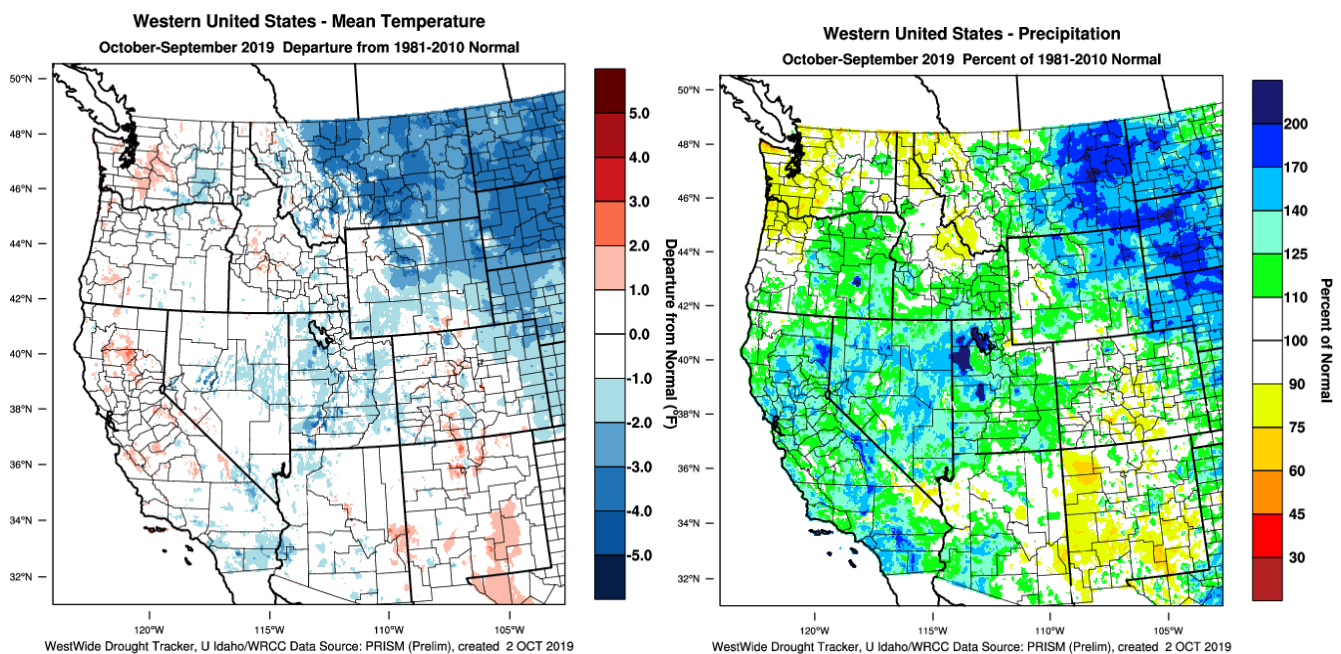 Western United States - Mean Temperature
October-September 2019 Departure from 1981-2010 Normal
50°N
48°N
46°N
44°N
42°N
40°N
38°N
36°N
34°N
32°N
120°W
115°W
110°W
105°W
5.0
4.0
3.0
2.0
1.0
0.0
-1.0
-2.0
-3.0
-4.0
-5.0
Departure from Normal (°F)
WestWide Drought Tracker, U Idaho/WRCC Data Source: PRISM (Prelim), created 2 OCT 2019
Western United States - Precipitation
October-September 2019 Percent of 1981-2010 Normal
50°N
48°N
46°N
44°N
42°N
40°N
38°N
36°N
34°N
32°N
120°W
115°W
110°W
105°W
200
170
140
125
110
100
90
75
60
45
30
Percent of Normal
WestWide Drought Tracker, U Idaho/WRCC Data Source: PRISM (Prelim), created 2 OCT 2019